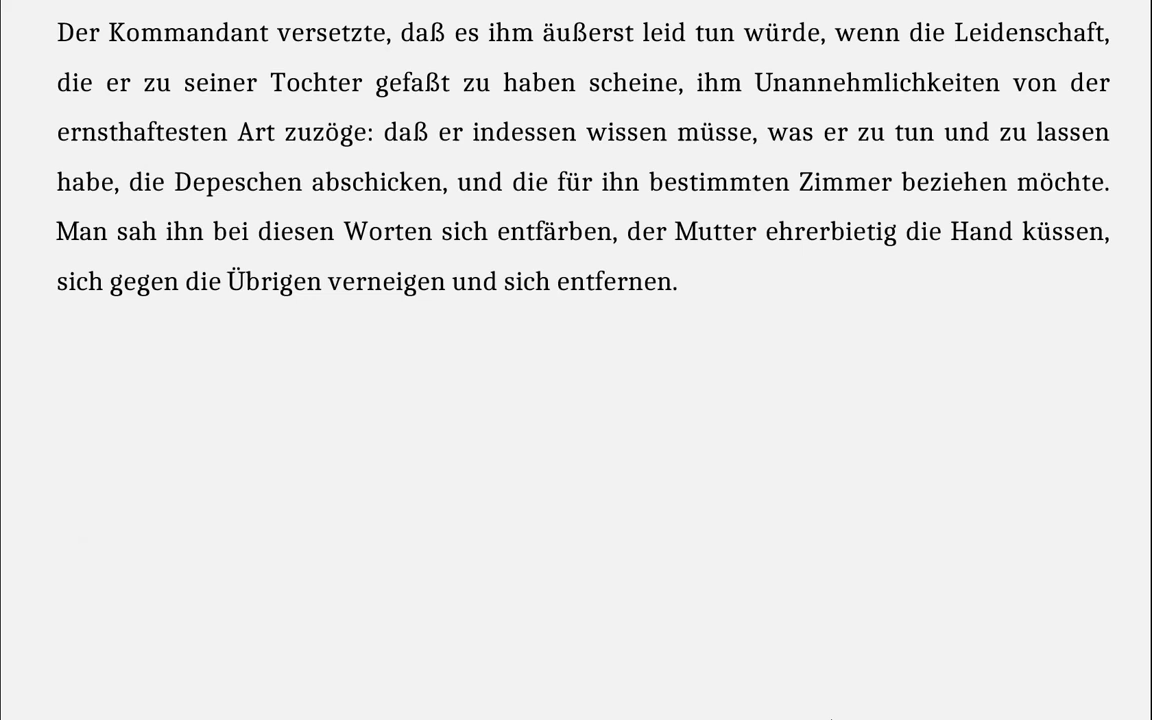 Der Kommandant versetzte, daß es ihm äußerst leid tun würde, wenn die Leidenschaft,
die er zu seiner Tochter gefaßt zu haben scheine, ihm Unannehmlichkeiten von der
ernsthaftesten Art zuzöge: daß er indessen wissen müsse, was er zu tun und zu lassen
habe, die Depeschen abschicken, und die für ihn bestimmten Zimmer beziehen möchte.
Man sah ihn bei diesen Worten sich entfärben, der Mutter ehrerbietig die Hand küssen,
sich gegen die Übrigen verneigen und sich entfernen.